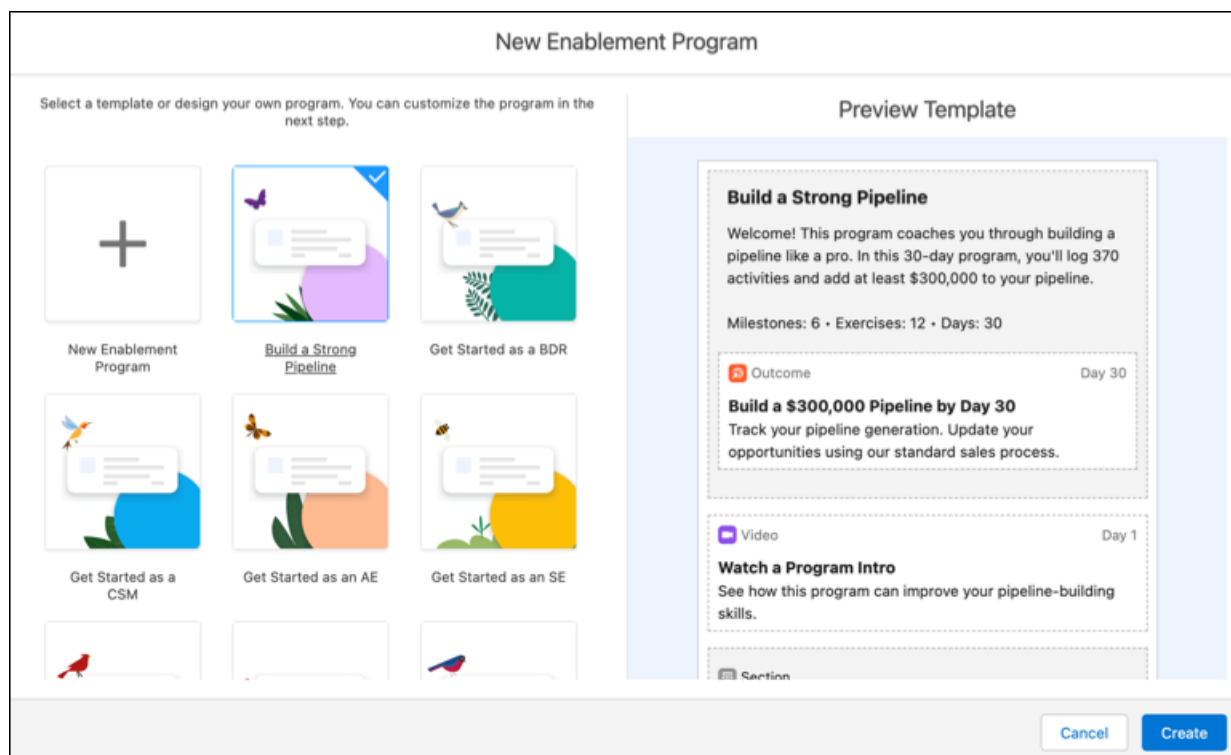 New Enablement Program
Select a template or design your own program. You can customize the program in the
next step.
New Enablement
Program
Build a Strong
Pipeline
Get Started as a BDR
Get Started as a
CSM
Get Started as an AE
Get Started as an SE
Preview Template
Build a Strong Pipeline
Welcome! This program coaches you through building a
pipeline like a pro. In this 30-day program, you'll log 370
activities and add at least $300,000 to your pipeline.
Milestones: 6 • Exercises: 12 • Days: 30
Outcome Day 30
Build a $300,000 Pipeline by Day 30
Track your pipeline generation. Update your
opportunities using our standard sales process.
Video Day 1
Watch a Program Intro
See how this program can improve your pipeline-building
skills.
Section
Cancel Create